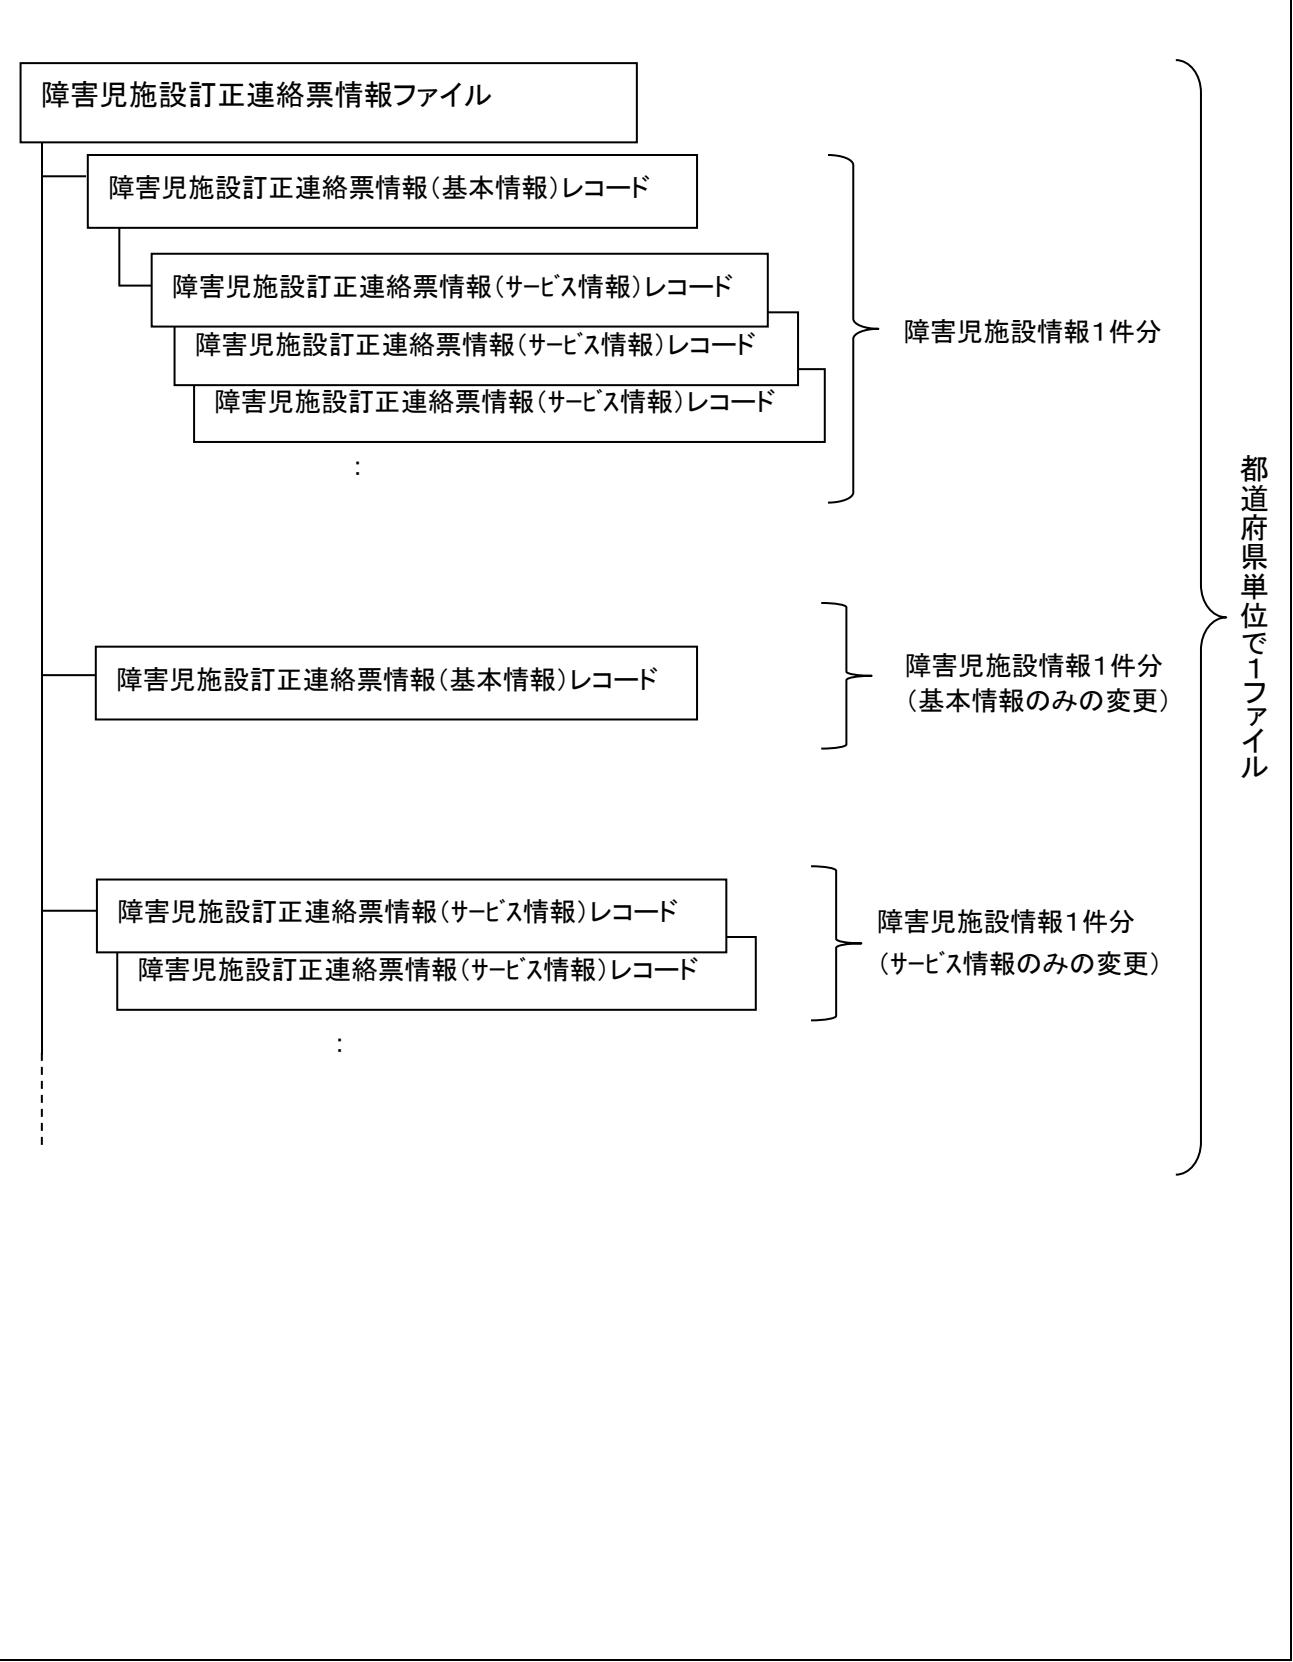 障害児施設訂正連絡票情報ファイル
障害児施設訂正連絡票情報（基本情報）レコード
障害児施設訂正連絡票情報（ｻｰﾋﾞｽ情報）レコード
障害児施設訂正連絡票情報（ｻｰﾋﾞｽ情報）レコード
障害児施設訂正連絡票情報（ｻｰﾋﾞｽ情報）レコード
：
障害児施設情報１件分
障害児施設訂正連絡票情報（基本情報）レコード
障害児施設情報１件分
（基本情報のみの変更）
障害児施設訂正連絡票情報（ｻｰﾋﾞｽ情報）レコード
障害児施設訂正連絡票情報（ｻｰﾋﾞｽ情報）レコード
：
障害児施設情報１件分
（ｻｰﾋﾞｽ情報のみの変更）
都道府県単位で１ファイル